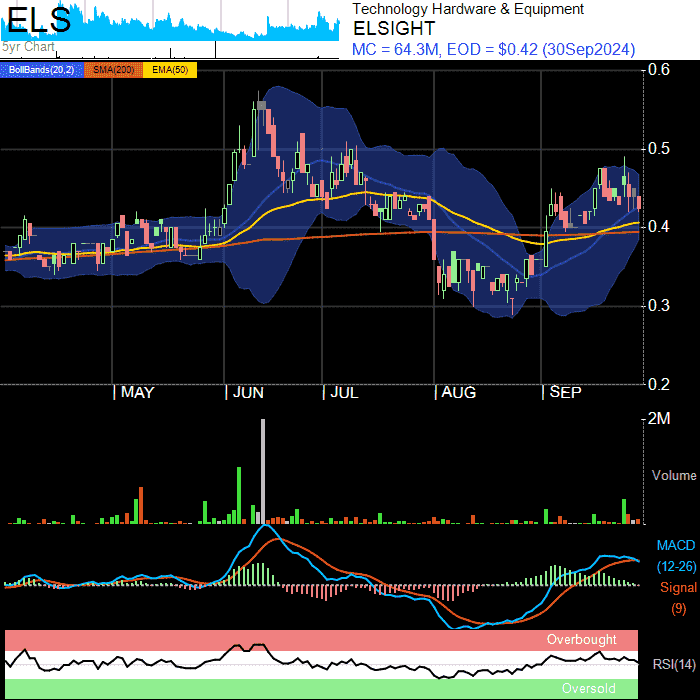 ELS
5yr Chart
Technology Hardware & Equipment
ELSIGHT
MC = 64.3M, EOD = $0.42 (30Sep2024)
BollBands(20,2) SMA(200) EMA(50)
0.6
0.5
0.4
0.3
0.2
MAY JUN JUL AUG SEP
2M
Volume
MACD
(12-26)
Signal
(9)
Overbought
RSI(14)
Oversold